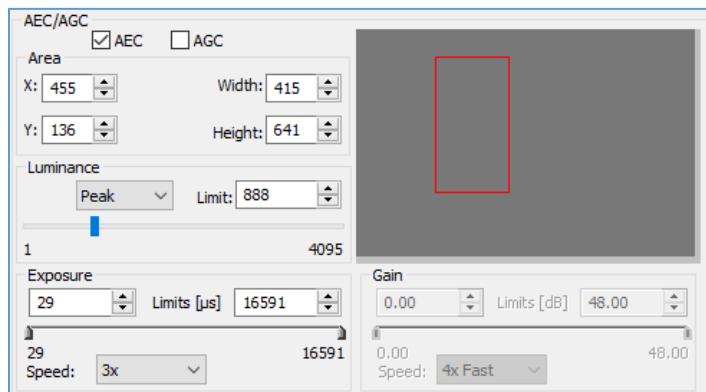 AEC/AGC
AEC AGC
Area
X: 455 Width: 415
Y: 136 Height: 641
Luminance
Peak Limit: 888
1 4095
Exposure
29 Limits [µs] 16591
29 16591
Speed: 3x
Gain
0.00 Limits [dB] 48.00
0.00 48.00
Speed: 4x Fast